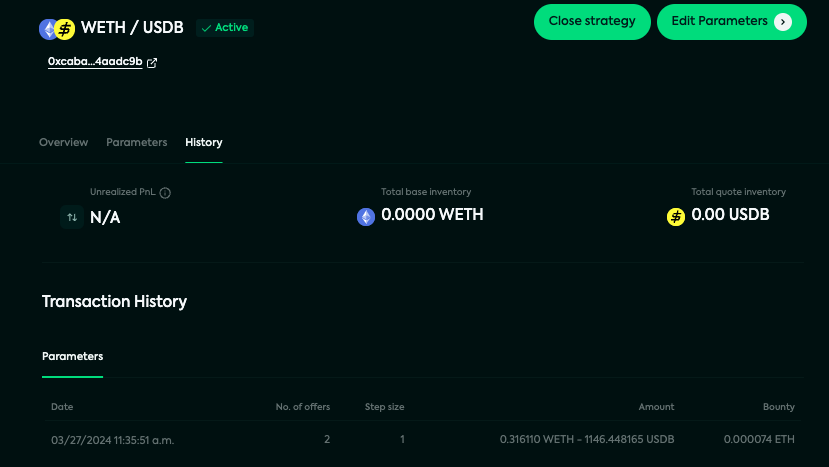 WETH / USDB Active Close strategy Edit Parameters
0xcaba...4aadc9b
Overview Parameters History
Unrealized PnL Total base inventory Total quote inventory
N/A 0.0000 WETH 0.00 USDB
Transaction History
Parameters
Date No. of offers Step size Amount Bounty
03/27/2024 11:35:51 a.m. 2 1 0.316110 WETH - 1146.448165 USDB 0.000074 ETH